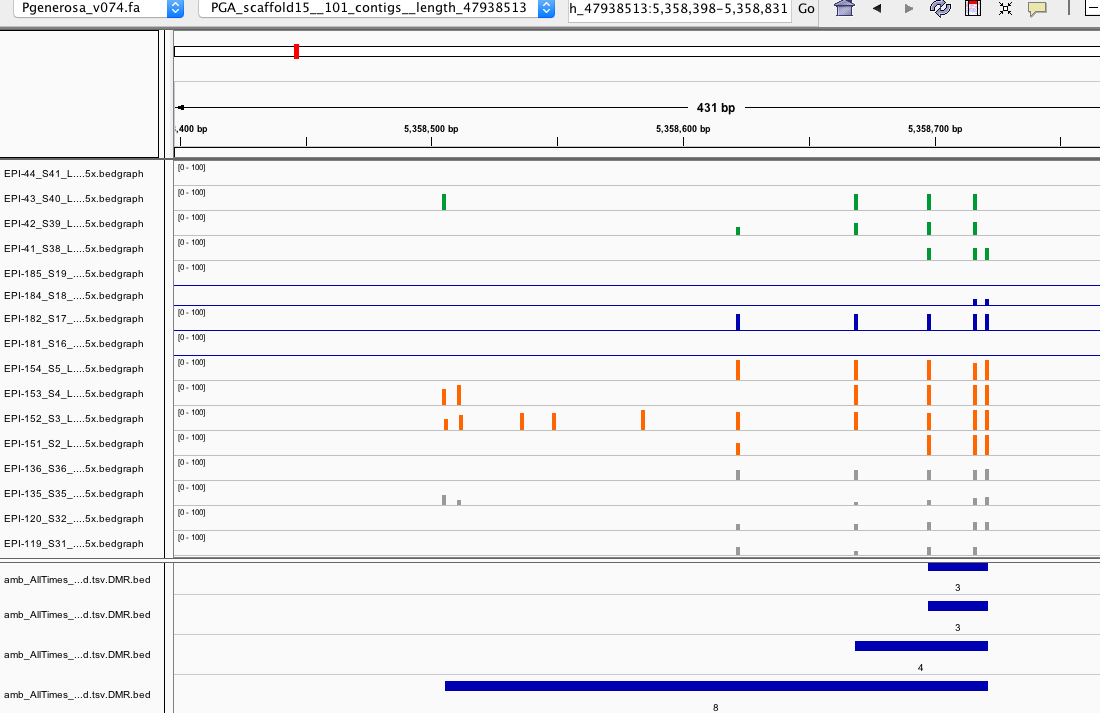 Pgenerosa_v074.fa PGA_scaffold15__101_contigs__length_47938513 h_47938513:5,358,398-5,358,831 Go
431 bp
,400 bp 5,358,500 bp 5,358,600 bp 5,358,700 bp
EPI-44_S41_L....5x.bedgraph [0 - 100]
EPI-43_S40_L....5x.bedgraph [0 - 100]
EPI-42_S39_L....5x.bedgraph [0 - 100]
EPI-41_S38_L....5x.bedgraph [0 - 100]
EPI-185_S19_....5x.bedgraph [0 - 100]
EPI-184_S18_....5x.bedgraph
EPI-182_S17_....5x.bedgraph [0 - 100]
EPI-181_S16_....5x.bedgraph [0 - 100]
EPI-154_S5_L....5x.bedgraph [0 - 100]
EPI-153_S4_L....5x.bedgraph [0 - 100]
EPI-152_S3_L....5x.bedgraph [0 - 100]
EPI-151_S2_L....5x.bedgraph [0 - 100]
EPI-136_S36_....5x.bedgraph [0 - 100]
EPI-135_S35_....5x.bedgraph [0 - 100]
EPI-120_S32_....5x.bedgraph [0 - 100]
EPI-119_S31_....5x.bedgraph [0 - 100]
amb_AllTimes_...d.tsv.DMR.bed
3
amb_AllTimes_...d.tsv.DMR.bed
3
amb_AllTimes_...d.tsv.DMR.bed
4
amb_AllTimes_...d.tsv.DMR.bed
8